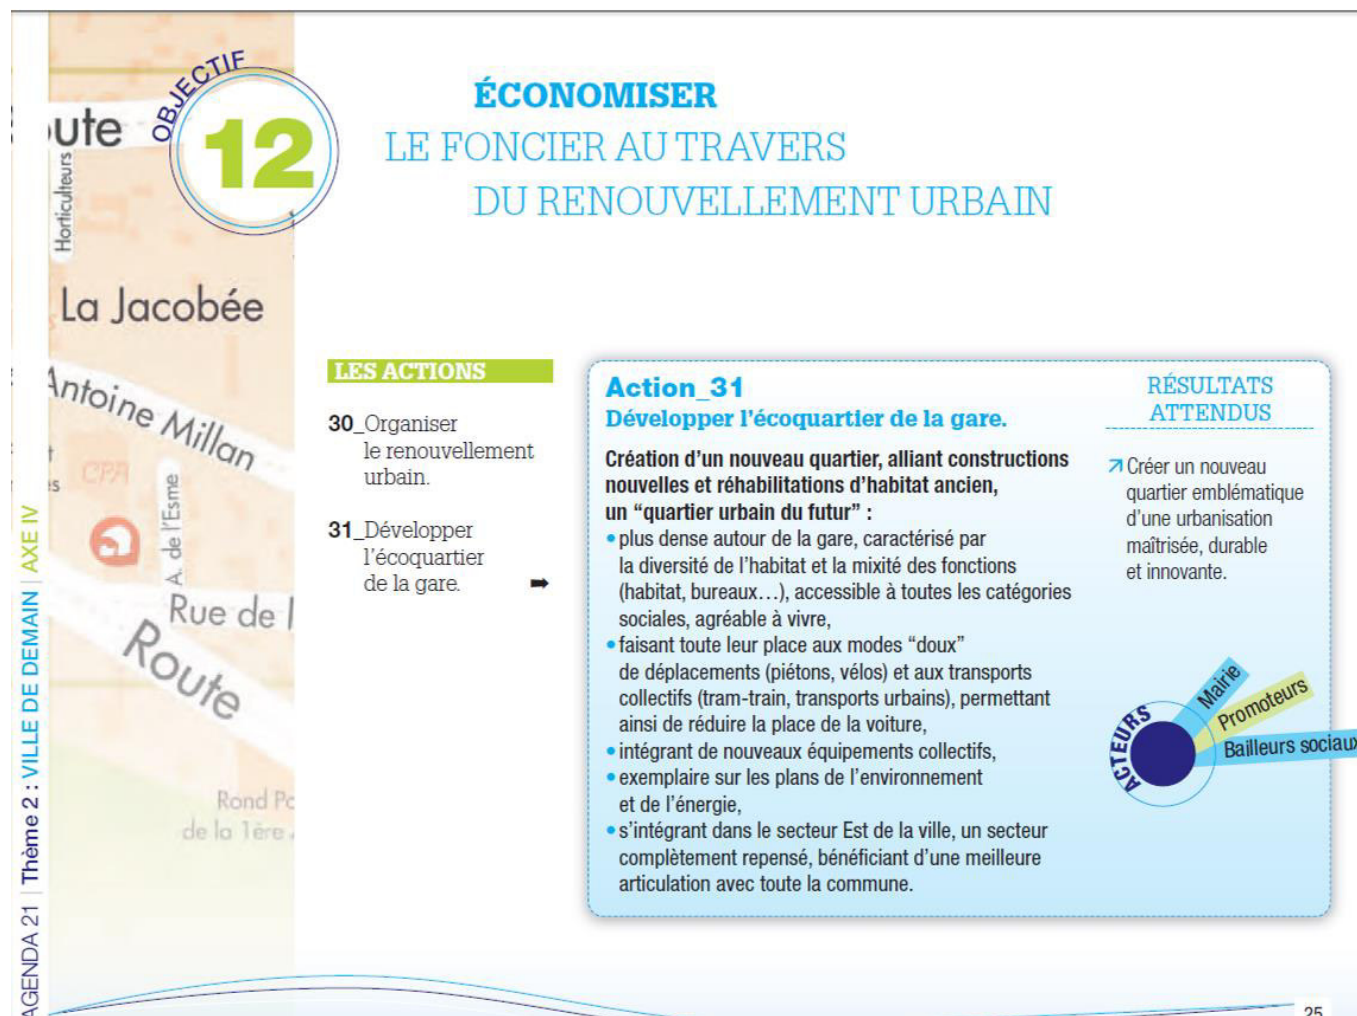 OBJECTIF
12
ÉCONOMISER
LE FONCIER AU TRAVERS
DU RENOUVELLEMENT URBAIN
Horticulteurs
La Jacobée
Antoine Millan
CPA
A. de l'Esme
Rue de
Route
Rond
de la 1ère
AGENDA 21 | Thème 2 : VILLE DE DEMAIN | AXE IV
LES ACTIONS
30_Organiser
le renouvellement
urbain.
31_Développer
l'écoquartier
de la gare. ➡
Action_31
Développer l'écoquartier de la gare.
Création d'un nouveau quartier, alliant constructions
nouvelles et réhabilitations d'habitat ancien,
un “quartier urbain du futur” :
• plus dense autour de la gare, caractérisé par
la diversité de l'habitat et la mixité des fonctions
(habitat, bureaux…), accessible à toutes les catégories
sociales, agréable à vivre,
• faisant toute leur place aux modes “doux”
de déplacements (piétons, vélos) et aux transports
collectifs (tram-train, transports urbains), permettant
ainsi de réduire la place de la voiture,
• intégrant de nouveaux équipements collectifs,
• exemplaire sur les plans de l'environnement
et de l'énergie,
• s'intégrant dans le secteur Est de la ville, un secteur
complètement repensé, bénéficiant d'une meilleure
articulation avec toute la commune.
RÉSULTATS
ATTENDUS
Créer un nouveau
quartier emblématique
d'une urbanisation
maîtrisée, durable
et innovante.
ACTEURS
Mairie
Promoteurs
Bailleurs sociaux
25